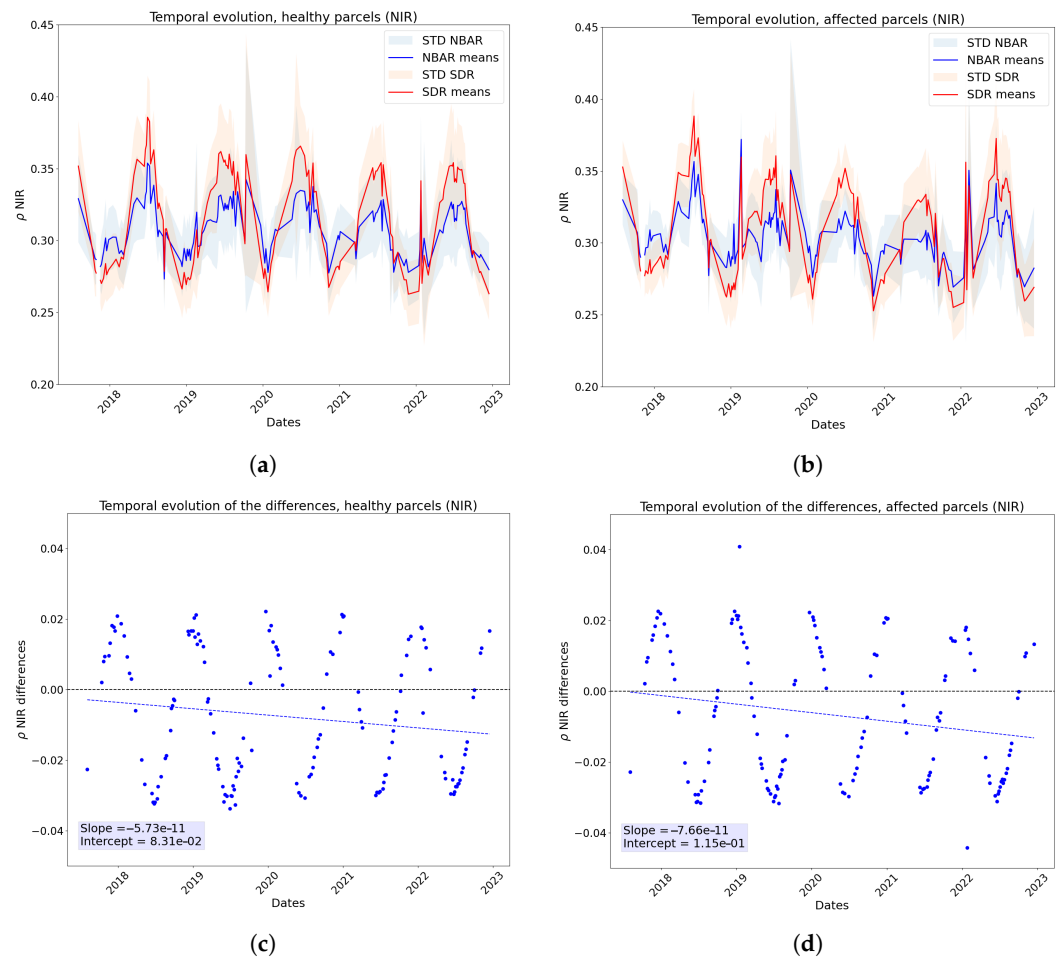 Temporal evolution, healthy parcels (NIR)
0.45
0.40
0.35
0.30
0.25
0.20
ρ NIR
STD NBAR
NBAR means
STD SDR
SDR means
2018
2019
2020
2021
2022
2023
Dates
(a)
Temporal evolution, affected parcels (NIR)
0.45
0.40
0.35
0.30
0.25
0.20
ρ NIR
STD NBAR
NBAR means
STD SDR
SDR means
2018
2019
2020
2021
2022
2023
Dates
(b)
Temporal evolution of the differences, healthy parcels (NIR)
0.04
0.02
0.00
−0.02
−0.04
ρ NIR differences
Slope =−5.73e–11
Intercept = 8.31e–02
2018
2019
2020
2021
2022
2023
Dates
(c)
Temporal evolution of the differences, affected parcels (NIR)
0.04
0.02
0.00
−0.02
−0.04
ρ NIR differences
Slope =−7.66e–11
Intercept = 1.15e–01
2018
2019
2020
2021
2022
2023
Dates
(d)